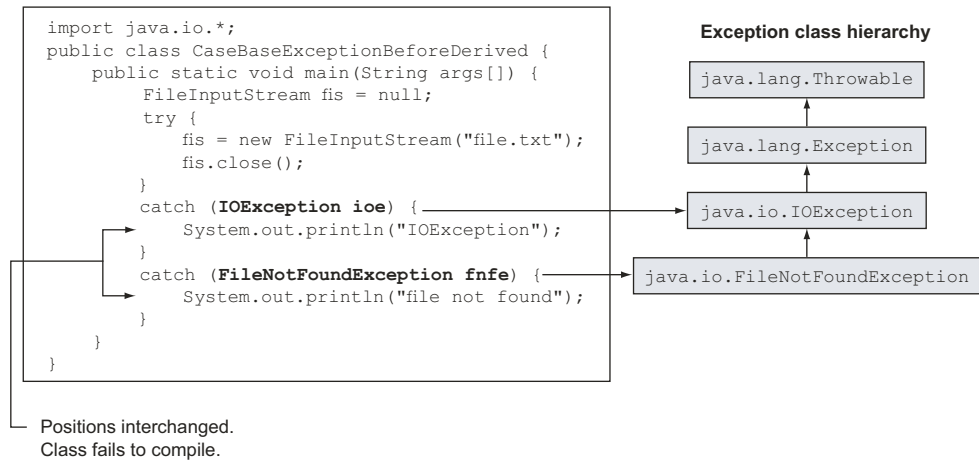 import java.io.*;
public class CaseBaseExceptionBeforeDerived {
public static void main(String args[]) {
FileInputStream fis = null;
try {
fis = new FileInputStream("file.txt");
fis.close();
}
catch (IOException ioe) {
System.out.println("IOException");
}
catch (FileNotFoundException fnfe) {
System.out.println("file not found");
}
}
}
Positions interchanged.
Class fails to compile.
Exception class hierarchy
java.lang.Throwable
java.lang.Exception
java.io.IOException
java.io.FileNotFoundException